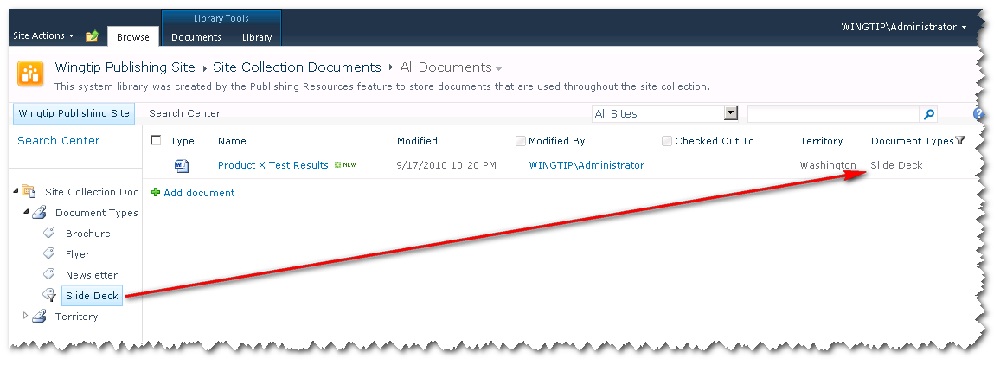 Library Tools
Site Actions Browse Documents Library WINGTIP\Administrator
Wingtip Publishing Site Site Collection Documents All Documents
This system library was created by the Publishing Resources feature to store documents that are used throughout the site collection.
Wingtip Publishing Site Search Center All Sites
Search Center
Type Name Modified Modified By Checked Out To Territory Document Types
Product X Test Results NEW 9/17/2010 10:20 PM WINGTIP\Administrator Washington Slide Deck
Add document
Site Collection Doc
Document Types
Brochure
Flyer
Newsletter
Slide Deck
Territory